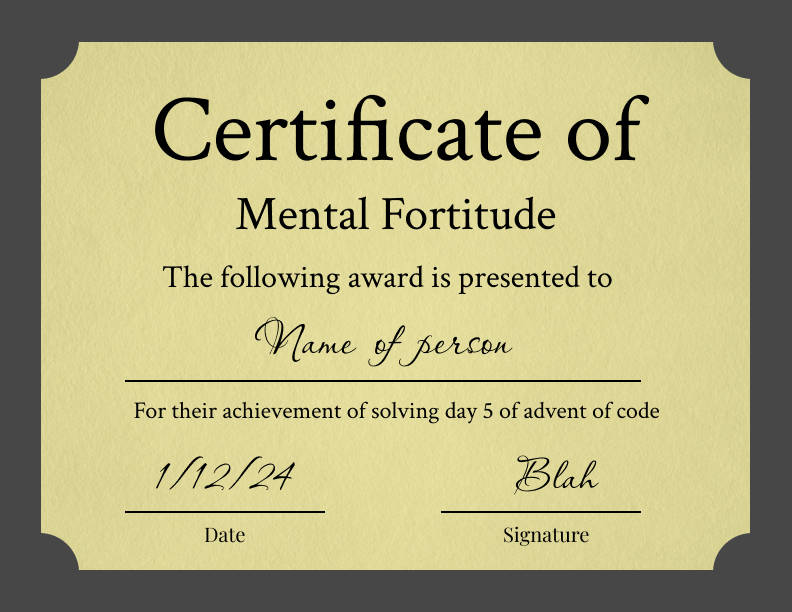 Certificate of
Mental Fortitude
The following award is presented to
Name of person
For their achievement of solving day 5 of advent of code
1/12/24
Blah
Date
Signature